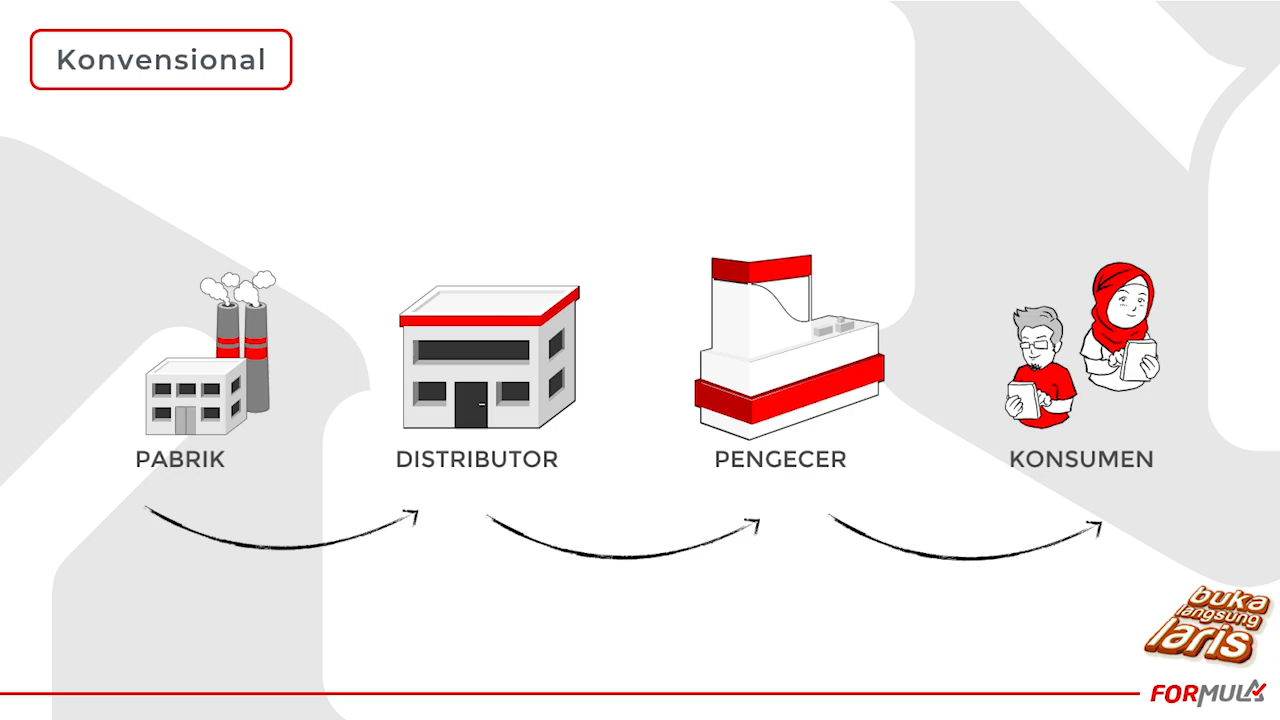 Konvensional
PABRIK
DISTRIBUTOR
PENGECER
KONSUMEN
buka
langsung
laris
FORMULA